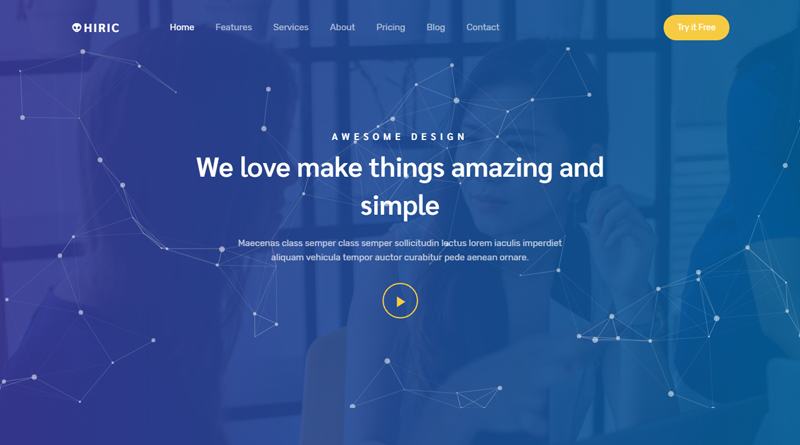 HIRIC
Home Features Services About Pricing Blog Contact
Try it Free
AWESOME DESIGN
We love make things amazing and
simple
Maecenas class semper class semper sollicitudin lectus lorem iaculis imperdiet
aliquam vehicula tempor auctor curabitur pede aenean ornare.